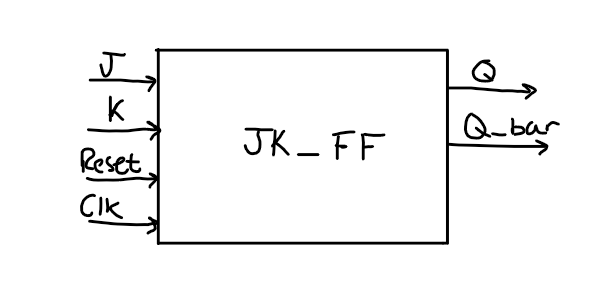 J
K
Reset
Clk
JK_FF
Q
Q_bar